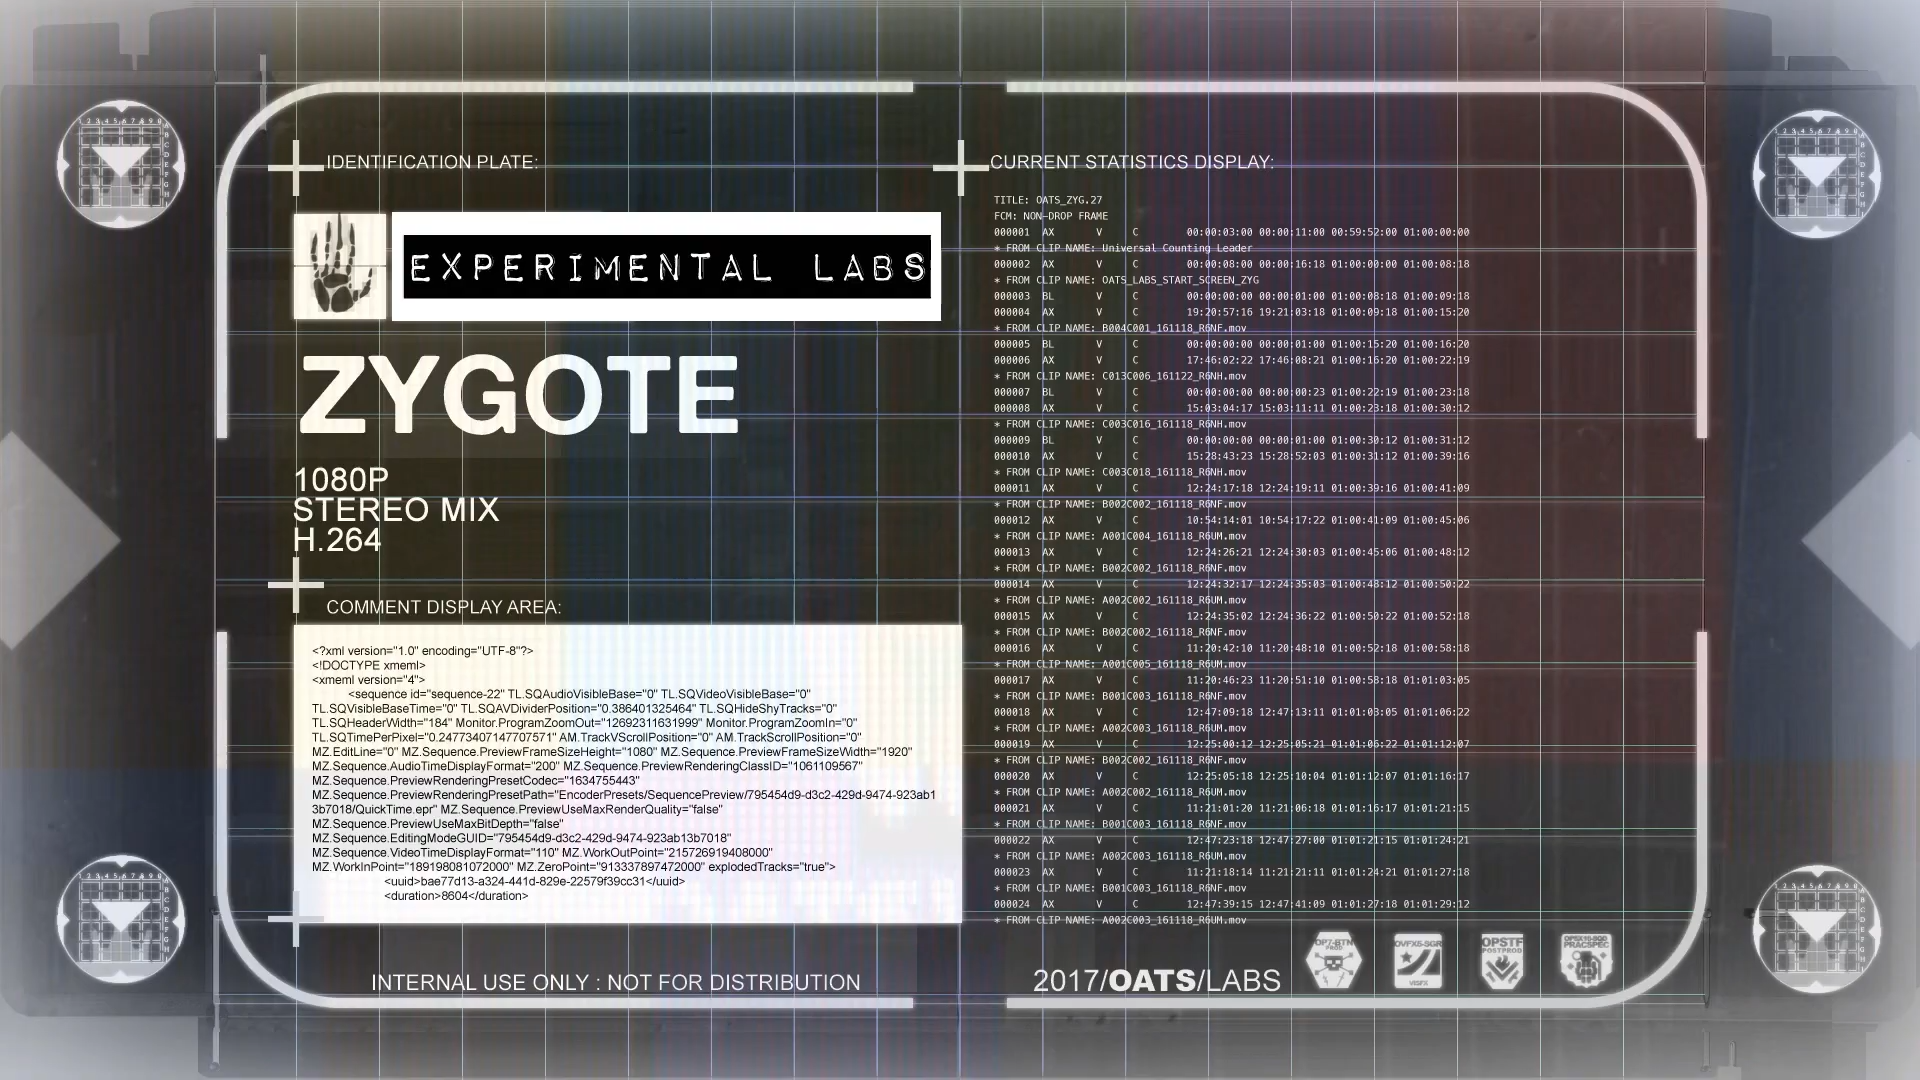 IDENTIFICATION PLATE:
EXPERIMENTAL LABS
ZYGOTE
1080P
STEREO MIX
H.264
COMMENT DISPLAY AREA:
<?xml version="1.0" encoding="UTF-8"?>
<!DOCTYPE xmeml>
<xmeml version="4">
<sequence id="sequence-22" TL.SQAudioVisibleBase="0" TL.SQVideoVisibleBase="0"
TL.SQVisibleBaseTime="0" TL.SQAVDividerPosition="0.386401325464" TL.SQHideShyTracks="0"
TL.SQHeaderWidth="184" Monitor.ProgramZoomOut="12692311631999" Monitor.ProgramZoomIn="0"
TL.SQTimePerPixel="0.24773407147707571" AM.TrackVScrollPosition="0" AM.TrackScrollPosition="0"
MZ.EditLine="0" MZ.Sequence.PreviewFrameSizeHeight="1080" MZ.Sequence.PreviewFrameSizeWidth="1920"
MZ.Sequence.AudioTimeDisplayFormat="200" MZ.Sequence.PreviewRenderingClassID="1061109567"
MZ.Sequence.PreviewRenderingPresetCodec="1634755443"
MZ.Sequence.PreviewRenderingPresetPath="EncoderPresets/SequencePreview/795454d9-d3c2-429d-9474-923ab1
3b7018/QuickTime.epr" MZ.Sequence.PreviewUseMaxRenderQuality="false"
MZ.Sequence.PreviewUseMaxBitDepth="false"
MZ.Sequence.EditingModeGUID="795454d9-d3c2-429d-9474-923ab13b7018"
MZ.Sequence.VideoTimeDisplayFormat="110" MZ.WorkOutPoint="215726919408000"
MZ.WorkInPoint="189198081072000" MZ.ZeroPoint="913337897472000" explodedTracks="true">
<uuid>bae77d13-a324-441d-829e-22579f39cc31</uuid>
<duration>8604</duration>
INTERNAL USE ONLY : NOT FOR DISTRIBUTION
CURRENT STATISTICS DISPLAY:
TITLE: OATS_ZYG.27
FCM: NON-DROP FRAME
000001 AX V C 00:00:03:00 00:00:11:00 00:59:52:00 01:00:00:00
* FROM CLIP NAME: Universal Counting Leader
000002 AX V C 00:00:08:00 00:00:16:18 01:00:00:00 01:00:08:18
* FROM CLIP NAME: OATS_LABS_START_SCREEN_ZYG
000003 BL V C 00:00:00:00 00:00:01:00 01:00:08:18 01:00:09:18
000004 AX V C 19:20:57:16 19:21:03:18 01:00:09:18 01:00:15:20
* FROM CLIP NAME: B004C001_161118_R6NF.mov
000005 BL V C 00:00:00:00 00:00:01:00 01:00:15:20 01:00:16:20
000006 AX V C 17:46:02:22 17:46:08:21 01:00:16:20 01:00:22:19
* FROM CLIP NAME: C013C006_161122_R6NH.mov
000007 BL V C 00:00:00:00 00:00:00:23 01:00:22:19 01:00:23:18
000008 AX V C 15:03:04:17 15:03:11:11 01:00:23:18 01:00:30:12
* FROM CLIP NAME: C003C016_161118_R6NH.mov
000009 BL V C 00:00:00:00 00:00:01:00 01:00:30:12 01:00:31:12
000010 AX V C 15:28:43:23 15:28:52:03 01:00:31:12 01:00:39:16
* FROM CLIP NAME: C003C018_161118_R6NH.mov
000011 AX V C 12:24:17:18 12:24:19:11 01:00:39:16 01:00:41:09
* FROM CLIP NAME: B002C002_161118_R6NF.mov
000012 AX V C 10:54:14:01 10:54:17:22 01:00:41:09 01:00:45:06
* FROM CLIP NAME: A001C004_161118_R6UM.mov
000013 AX V C 12:24:26:21 12:24:30:03 01:00:45:06 01:00:48:12
* FROM CLIP NAME: B002C002_161118_R6NF.mov
000014 AX V C 12:24:32:17 12:24:35:03 01:00:48:12 01:00:50:22
* FROM CLIP NAME: A002C002_161118_R6UM.mov
000015 AX V C 12:24:35:02 12:24:36:22 01:00:50:22 01:00:52:18
* FROM CLIP NAME: B002C002_161118_R6NF.mov
000016 AX V C 11:20:42:10 11:20:48:10 01:00:52:18 01:00:58:18
* FROM CLIP NAME: A001C005_161118_R6UM.mov
000017 AX V C 11:20:46:23 11:20:51:10 01:00:58:18 01:01:03:05
* FROM CLIP NAME: B001C003_161118_R6NF.mov
000018 AX V C 12:47:09:18 12:47:13:11 01:01:03:05 01:01:06:22
* FROM CLIP NAME: A002C003_161118_R6UM.mov
000019 AX V C 12:25:00:12 12:25:05:21 01:01:06:22 01:01:12:07
* FROM CLIP NAME: B002C002_161118_R6NF.mov
000020 AX V C 12:25:05:18 12:25:10:04 01:01:12:07 01:01:16:17
* FROM CLIP NAME: A002C002_161118_R6UM.mov
000021 AX V C 11:21:01:20 11:21:06:18 01:01:16:17 01:01:21:15
* FROM CLIP NAME: B001C003_161118_R6NF.mov
000022 AX V C 12:47:23:18 12:47:27:00 01:01:21:15 01:01:24:21
* FROM CLIP NAME: A002C003_161118_R6UM.mov
000023 AX V C 11:21:18:14 11:21:21:11 01:01:24:21 01:01:27:18
* FROM CLIP NAME: B001C003_161118_R6NF.mov
000024 AX V C 12:47:39:15 12:47:41:09 01:01:27:18 01:01:29:12
* FROM CLIP NAME: A002C003_161118_R6UM.mov
2017/OATS/LABS
OP7-BTN
PROD
OVFX5-SGR
VISFX
OPSTF
POSTPROD
PRACSPEC